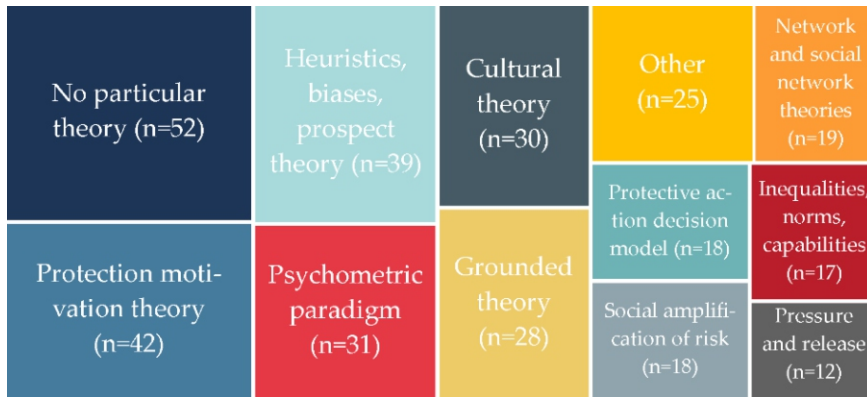 No particular
theory (n=52)
Protection moti-
vation theory
(n=42)
Heuristics,
biases,
prospect
theory (n=39)
Psychometric
paradigm
(n=31)
Cultural
theory
(n=30)
Grounded
theory
(n=28)
Other
(n=25)
Network
and social
network
theories
(n=19)
Protective ac-
tion decision
model (n=18)
Inequalities,
norms,
capabilities
(n=17)
Social amplifi-
cation of risk
(n=18)
Pressure
and release
(n=12)